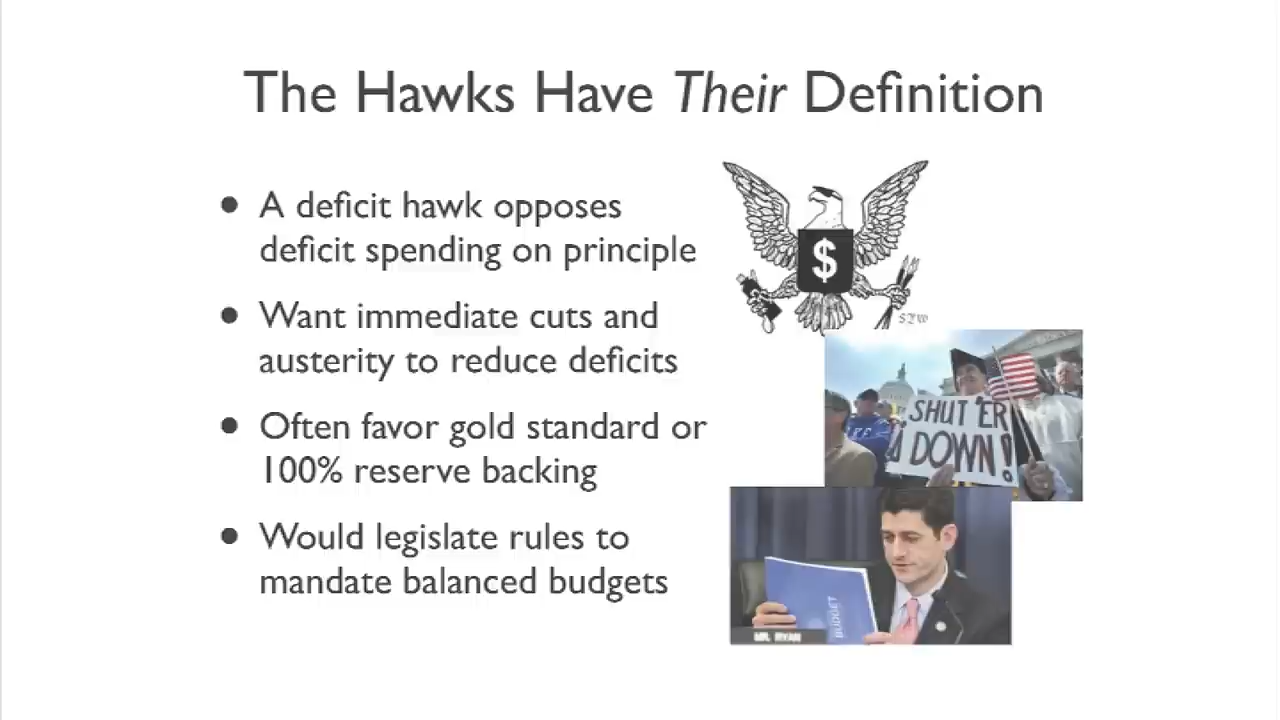 The Hawks Have Their Definition
• A deficit hawk opposes
deficit spending on principle
• Want immediate cuts and
austerity to reduce deficits
• Often favor gold standard or
100% reserve backing
• Would legislate rules to
mandate balanced budgets
$
SHUT 'ER
DOWN!
BUDGET
MR. RYAN